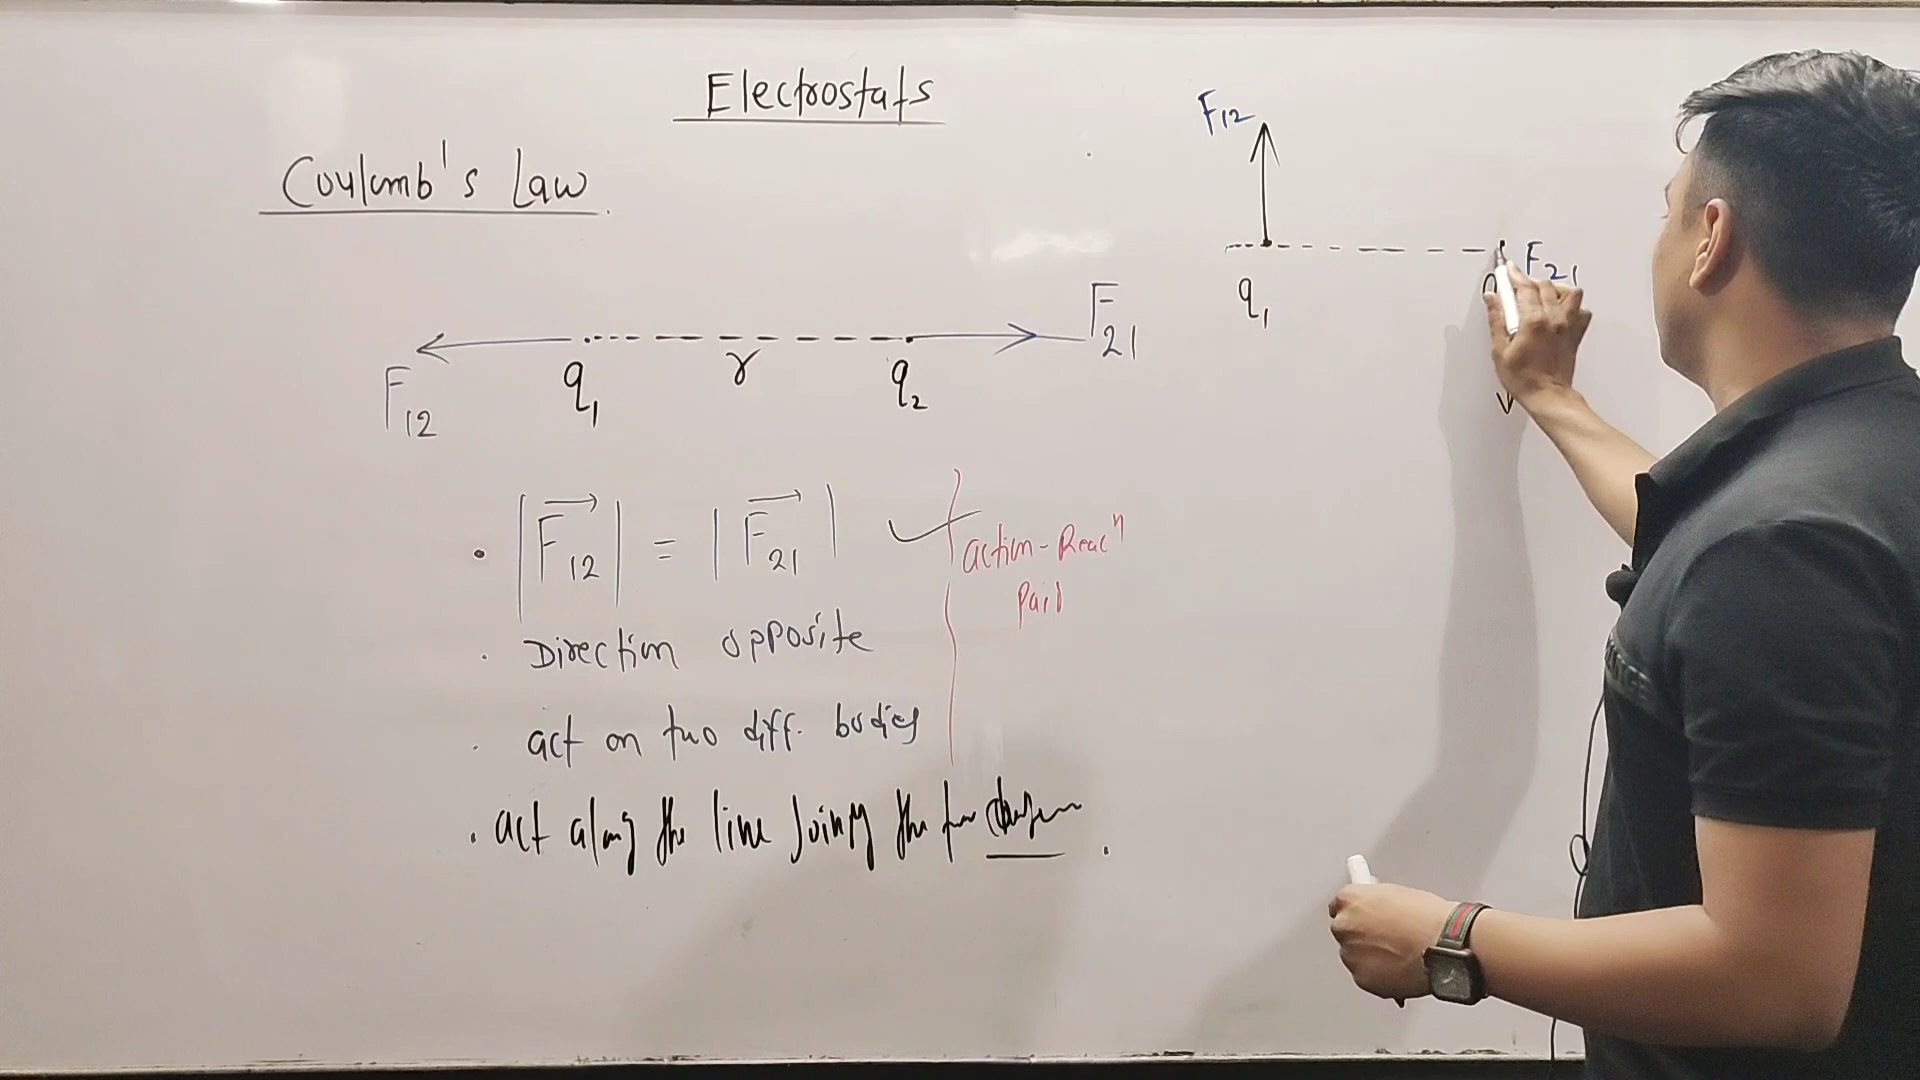 Electrostats
Coulomb's Law
F12 q1 r q2 F21
|F12| = |F21|
action-Reacⁿ
Pair
Direction opposite
act on two diff. bodies
act along the line joining the two
F12
q1
F21